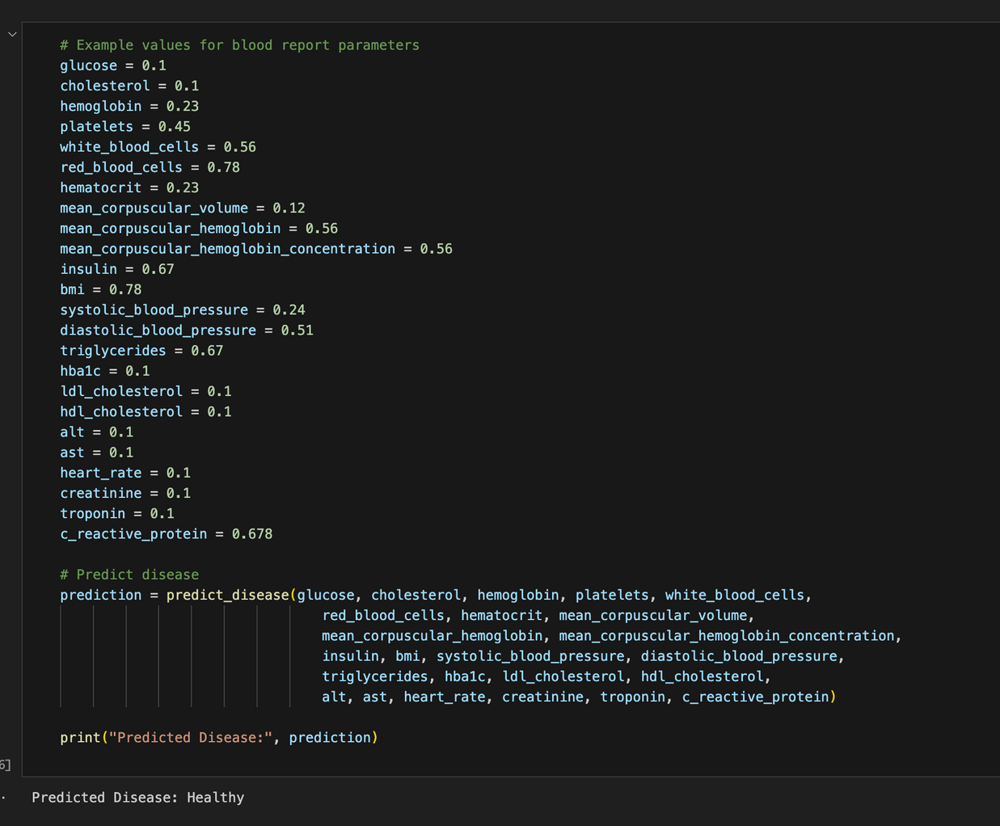 # Example values for blood report parameters
glucose = 0.1
cholesterol = 0.1
hemoglobin = 0.23
platelets = 0.45
white_blood_cells = 0.56
red_blood_cells = 0.78
hematocrit = 0.23
mean_corpuscular_volume = 0.12
mean_corpuscular_hemoglobin = 0.56
mean_corpuscular_hemoglobin_concentration = 0.56
insulin = 0.67
bmi = 0.78
systolic_blood_pressure = 0.24
diastolic_blood_pressure = 0.51
triglycerides = 0.67
hba1c = 0.1
ldl_cholesterol = 0.1
hdl_cholesterol = 0.1
alt = 0.1
ast = 0.1
heart_rate = 0.1
creatinine = 0.1
troponin = 0.1
c_reactive_protein = 0.678
# Predict disease
prediction = predict_disease(glucose, cholesterol, hemoglobin, platelets, white_blood_cells,
red_blood_cells, hematocrit, mean_corpuscular_volume,
mean_corpuscular_hemoglobin, mean_corpuscular_hemoglobin_concentration,
insulin, bmi, systolic_blood_pressure, diastolic_blood_pressure,
triglycerides, hba1c, ldl_cholesterol, hdl_cholesterol,
alt, ast, heart_rate, creatinine, troponin, c_reactive_protein)
print("Predicted Disease:", prediction)
6]
Predicted Disease: Healthy